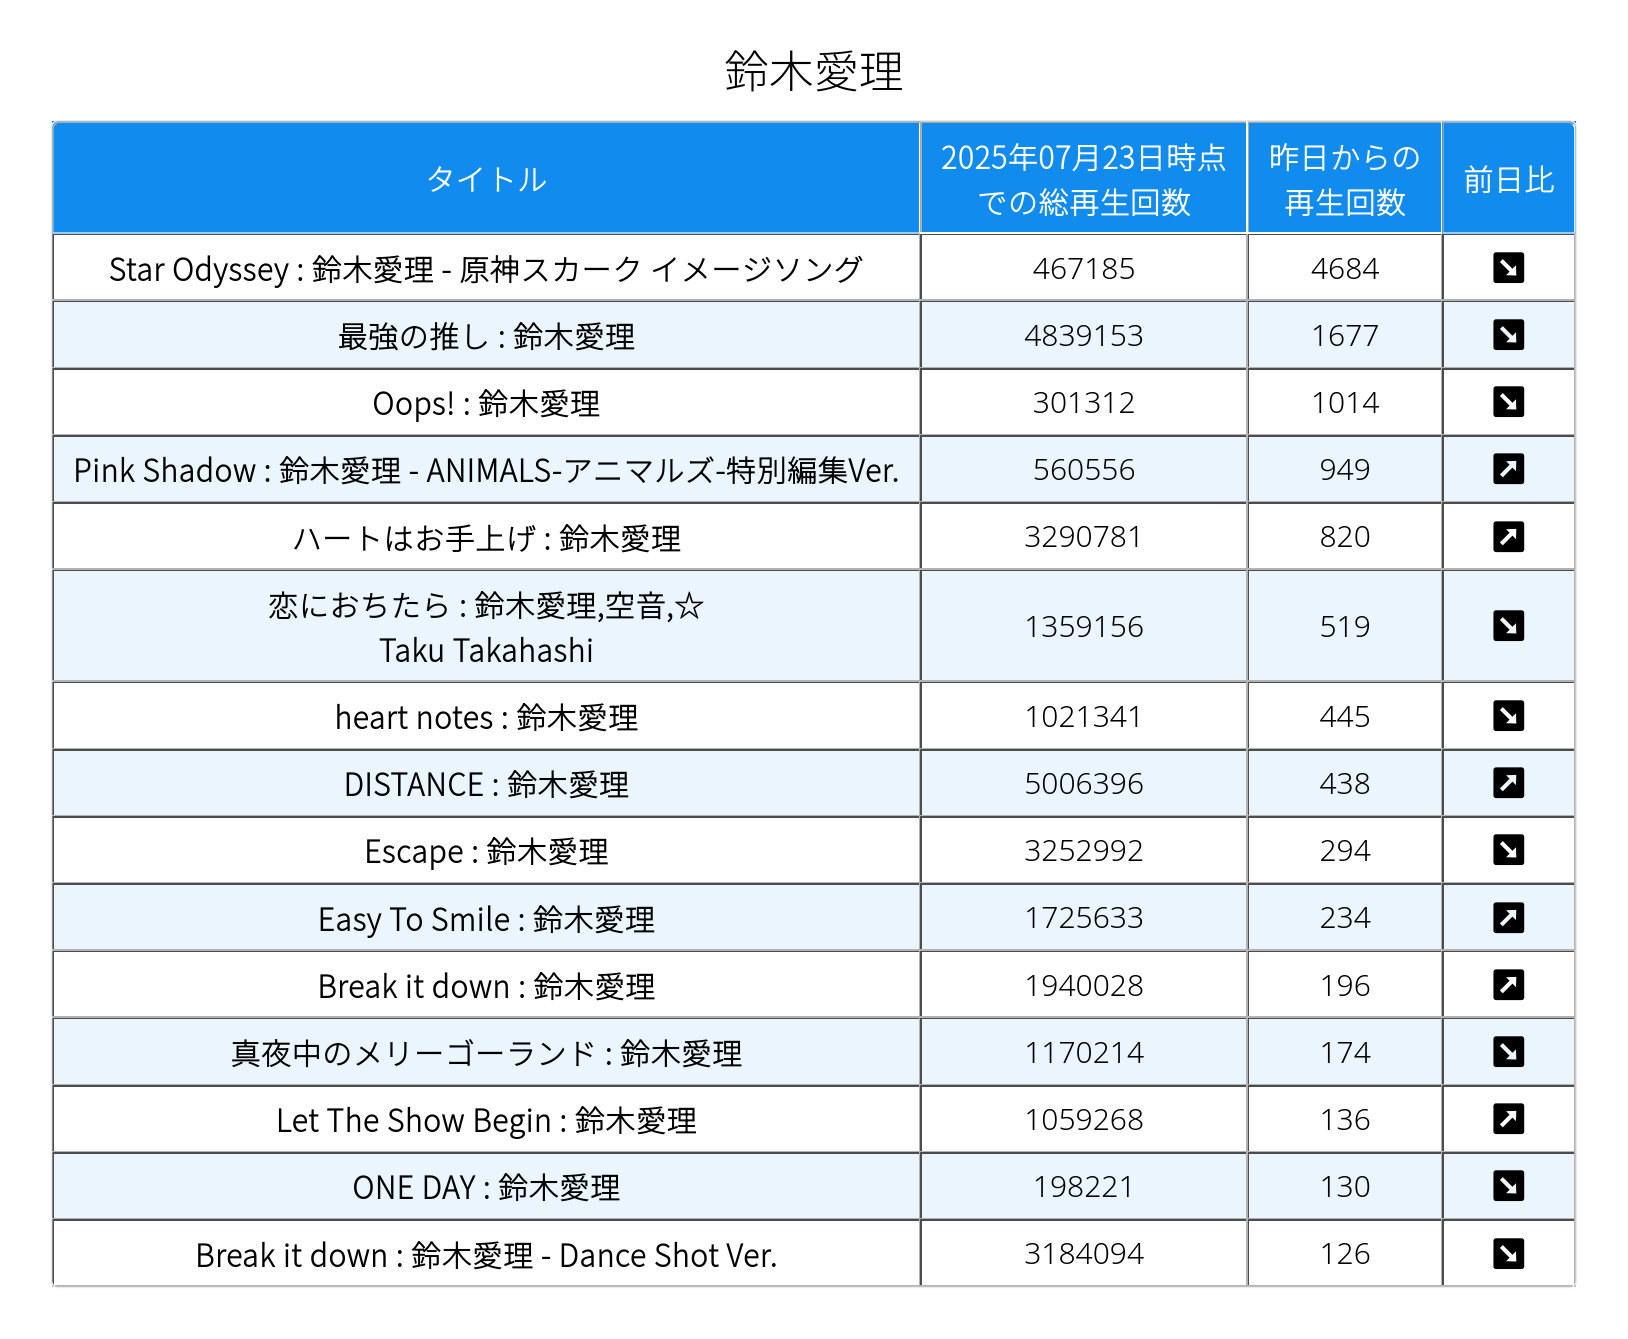 鈴木愛理
タイトル 2025年07月23日時点 昨日からの 前日比
での総再生回数 再生回数
Star Odyssey : 鈴木愛理 - 原神スカーク イメージソング 467185 4684 ↘
最強の推し : 鈴木愛理 4839153 1677 ↘
Oops! : 鈴木愛理 301312 1014 ↘
Pink Shadow : 鈴木愛理 - ANIMALS-アニマルズ-特別編集Ver. 560556 949 ↗
ハートはお手上げ : 鈴木愛理 3290781 820 ↗
恋におちたら : 鈴木愛理,空音,☆
Taku Takahashi 1359156 519 ↘
heart notes : 鈴木愛理 1021341 445 ↘
DISTANCE : 鈴木愛理 5006396 438 ↗
Escape : 鈴木愛理 3252992 294 ↘
Easy To Smile : 鈴木愛理 1725633 234 ↗
Break it down : 鈴木愛理 1940028 196 ↗
真夜中のメリーゴーランド : 鈴木愛理 1170214 174 ↘
Let The Show Begin : 鈴木愛理 1059268 136 ↗
ONE DAY : 鈴木愛理 198221 130 ↘
Break it down : 鈴木愛理 - Dance Shot Ver. 3184094 126 ↘